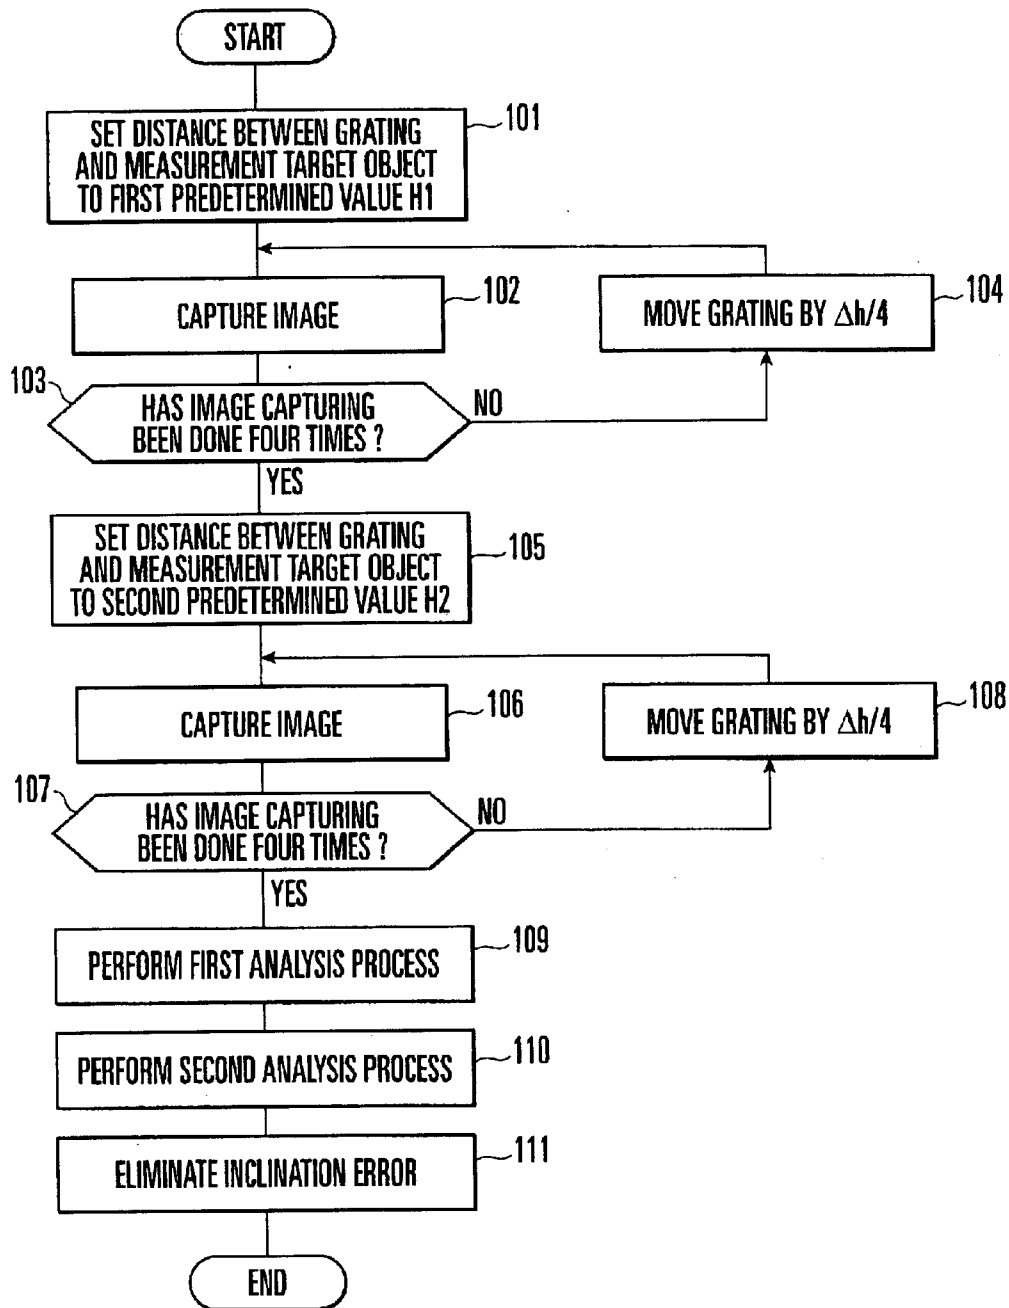 START
SET DISTANCE BETWEEN GRATING
AND MEASUREMENT TARGET OBJECT
TO FIRST PREDETERMINED VALUE H1
101
CAPTURE IMAGE
102
MOVE GRATING BY Δh/4
104
103
HAS IMAGE CAPTURING
BEEN DONE FOUR TIMES ?
NO
YES
SET DISTANCE BETWEEN GRATING
AND MEASUREMENT TARGET OBJECT
TO SECOND PREDETERMINED VALUE H2
105
CAPTURE IMAGE
106
MOVE GRATING BY Δh/4
108
107
HAS IMAGE CAPTURING
BEEN DONE FOUR TIMES ?
NO
YES
PERFORM FIRST ANALYSIS PROCESS
109
PERFORM SECOND ANALYSIS PROCESS
110
ELIMINATE INCLINATION ERROR
111
END